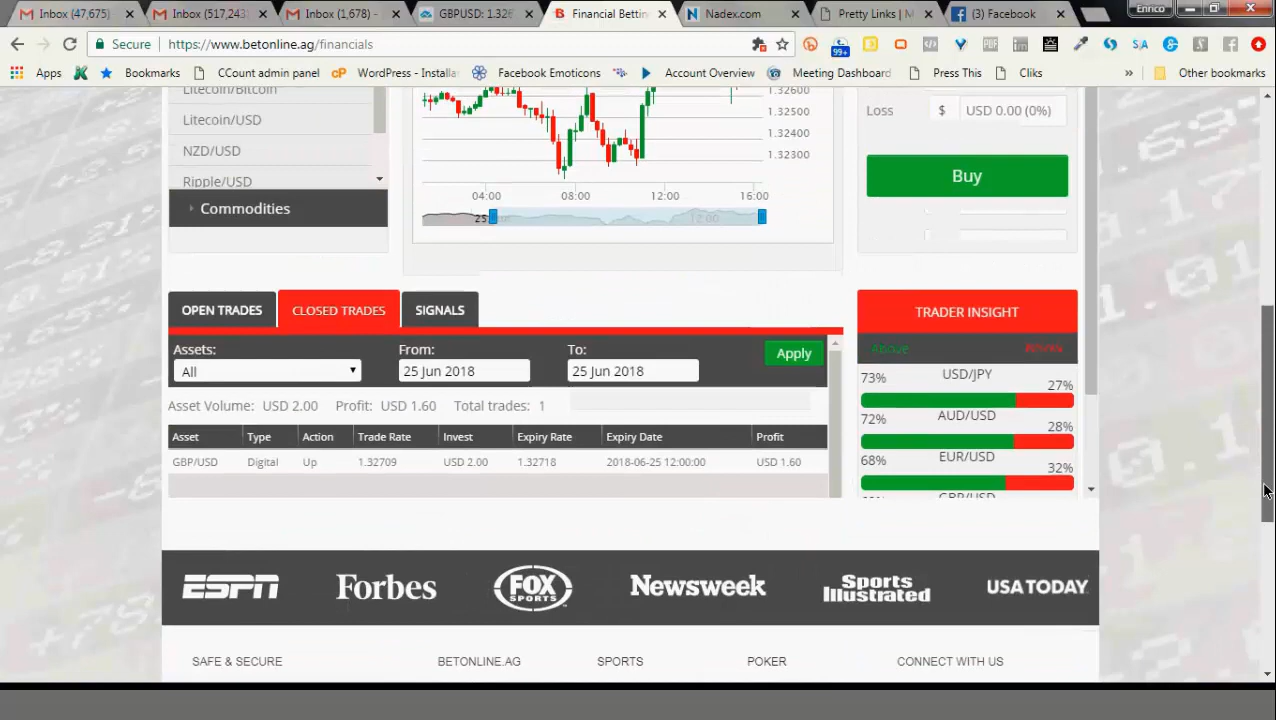 Inbox (47,675)
Inbox (517,243)
Inbox (1,678) -
GBPUSD: 1.326
Financial Bettin
Nadex.com
Pretty Links | M
(3) Facebook
Enrico
Secure
https://www.betonline.ag/financials
99+
Apps
Bookmarks
CCount admin panel
WordPress - Installa
Facebook Emoticons
Account Overview
Meeting Dashboard
Press This
Cliks
»
Other bookmarks
Litecoin/Bitcoin
Litecoin/USD
NZD/USD
Ripple/USD
Commodities
1.32600
1.32500
1.32400
1.32300
04:00 08:00 12:00 16:00
25
12:00
Loss $ USD 0.00 (0%)
Buy
OPEN TRADES CLOSED TRADES SIGNALS
Assets: From: To:
All 25 Jun 2018 25 Jun 2018 Apply
Asset Volume: USD 2.00 Profit: USD 1.60 Total trades: 1
Asset Type Action Trade Rate Invest Expiry Rate Expiry Date Profit
GBP/USD Digital Up 1.32709 USD 2.00 1.32718 2018-06-25 12:00:00 USD 1.60
TRADER INSIGHT
Above
73% USD/JPY 27%
72% AUD/USD 28%
68% EUR/USD 32%
GBP/USD
ESPN Forbes FOX SPORTS Newsweek Sports Illustrated USA TODAY
SAFE & SECURE BETONLINE.AG SPORTS POKER CONNECT WITH US